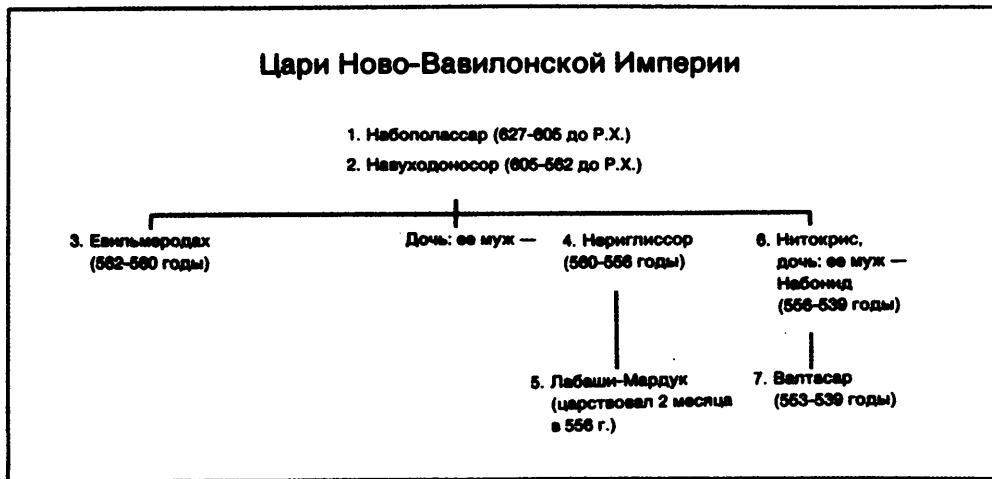 Цари Ново-Вавилонской Империи
1. Набополассар (627-605 до Р.Х.)
2. Навуходоносор (605-562 до Р.Х.)
3. Евильмеродах
(562-560 годы)
Дочь: ее муж —
4. Нериглиссор
(560-556 годы)
6. Нитокрис,
дочь: ее муж —
Набонид
(556-539 годы)
5. Лабаши-Мардук
(царствовал 2 месяца
в 556 г.)
7. Валтасар
(553-539 годы)